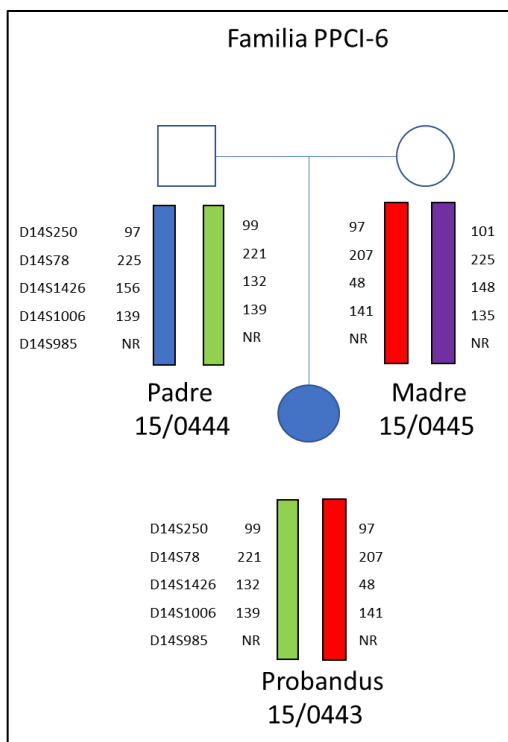 Familia PPCI-6
D14S250 97 99 97 101
D14S78 225 221 207 225
D14S1426 156 132 48 148
D14S1006 139 139 141 135
D14S985 NR NR NR NR
Padre Madre
15/0444 15/0445
D14S250 99 97
D14S78 221 207
D14S1426 132 48
D14S1006 139 141
D14S985 NR NR
Probandus
15/0443